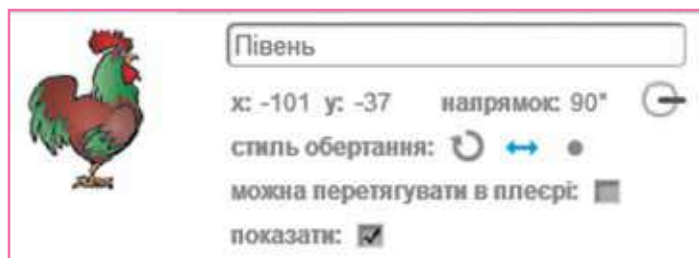 Півень
x: -101 y: -37 напрямок: 90°
стиль обертання:
можна перетягувати в плеєрі:
показати: